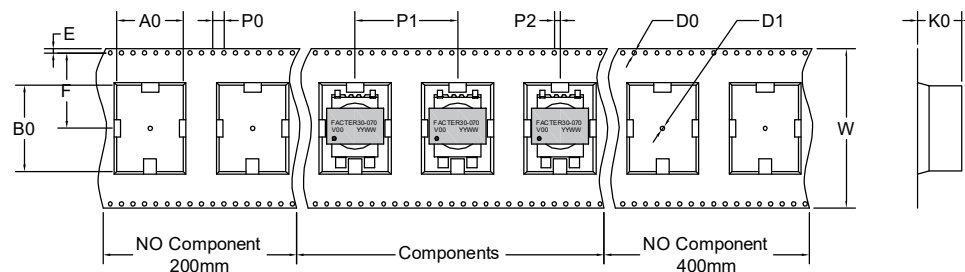 A0 P0 P1 P2 D0 D1 K0
E
F
B0
W
FACTER30-070
V00 YYWW
FACTER30-070
V00 YYWW
FACTER30-070
V00 YYWW
NO Component
200mm
Components
NO Component
400mm